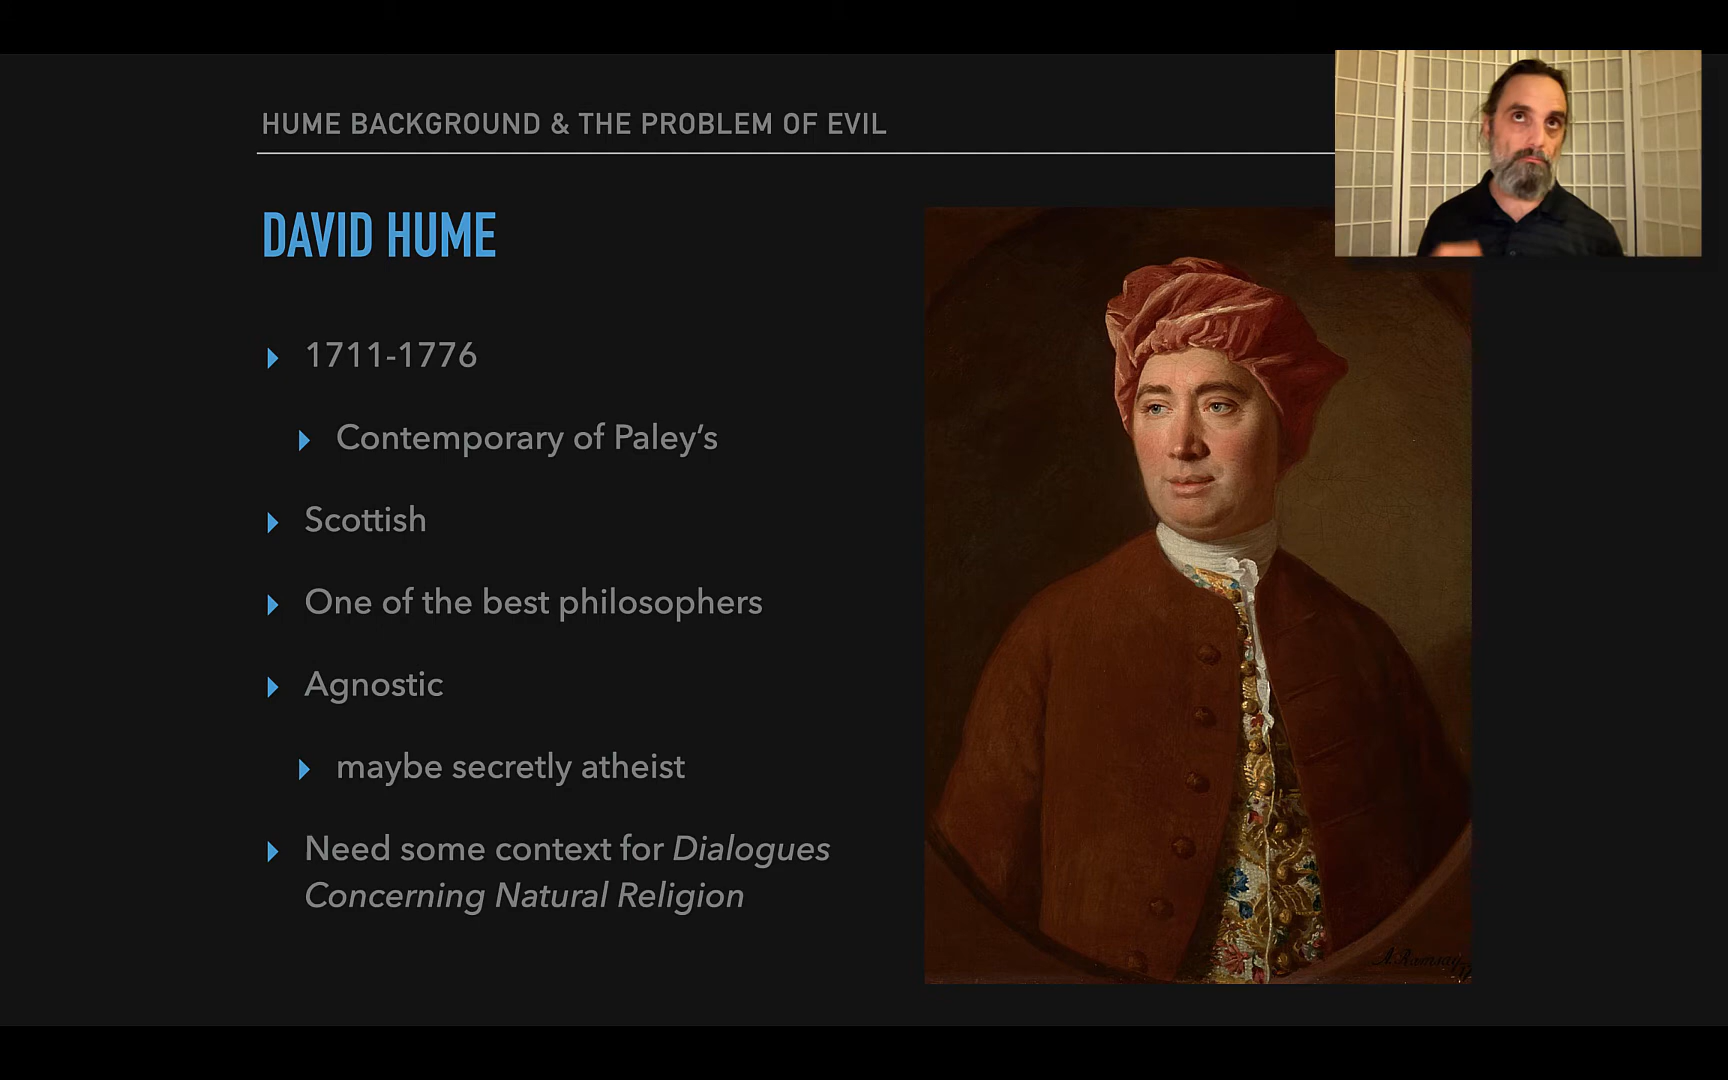 HUME BACKGROUND & THE PROBLEM OF EVIL
DAVID HUME
1711-1776
Contemporary of Paley’s
Scottish
One of the best philosophers
Agnostic
maybe secretly atheist
Need some context for Dialogues
Concerning Natural Religion
A. Ramsay